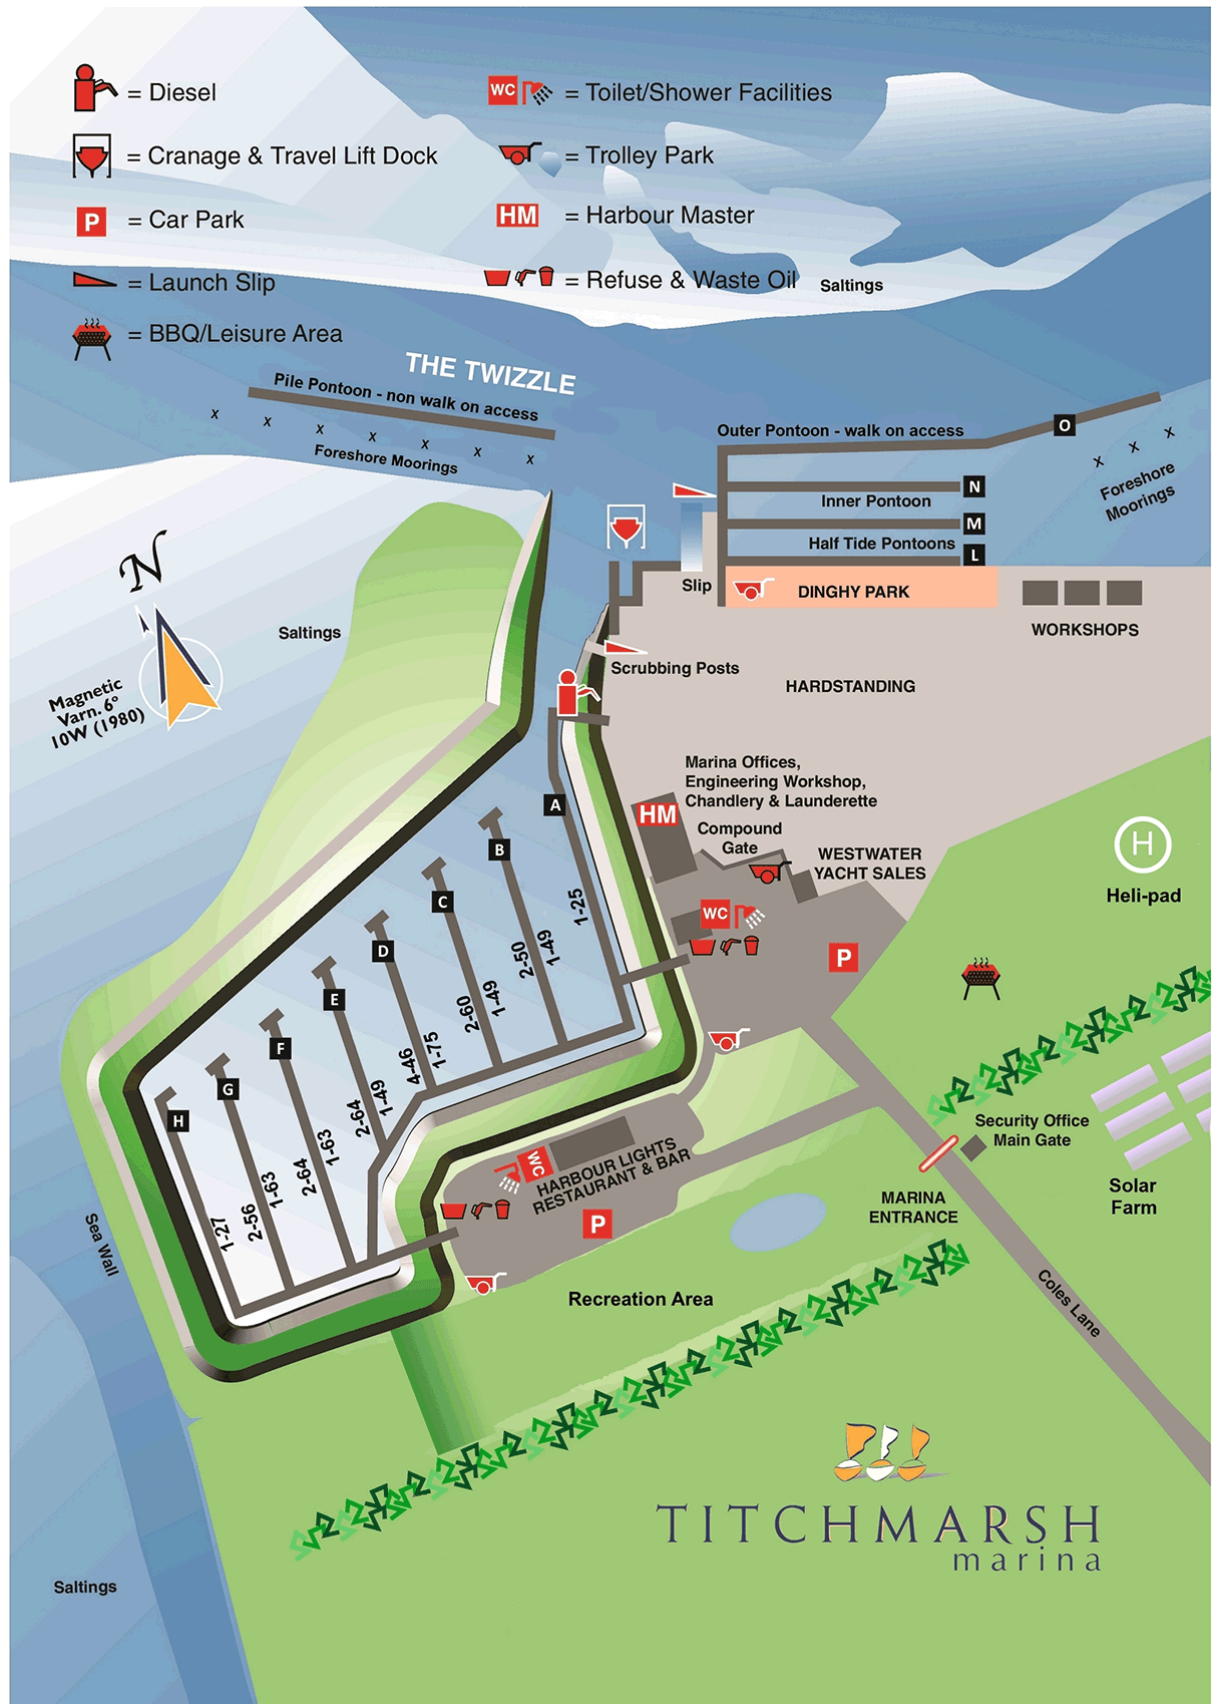 = Diesel
WC = Toilet/Shower Facilities
= Cranage & Travel Lift Dock
= Trolley Park
P = Car Park
HM = Harbour Master
= Launch Slip
= Refuse & Waste Oil
Saltings
= BBQ/Leisure Area
THE TWIZZLE
Pile Pontoon - non walk on access
x x x x x x x
Foreshore Moorings
Outer Pontoon - walk on access
O
x x x
Foreshore
Moorings
N
Inner Pontoon
M
Half Tide Pontoons
L
Slip
DINGHY PARK
WORKSHOPS
N
Magnetic
Varn. 6º
10W (1980)
Saltings
Scrubbing Posts
HARDSTANDING
Marina Offices,
Engineering Workshop,
Chandlery & Launderette
HM
Compound
Gate
WESTWATER
YACHT SALES
H
Heli-pad
WC
P
A
1-25
B
2-50
1-49
C
2-60
1-49
D
4-46
1-75
E
2-64
1-49
F
2-64
1-63
G
2-56
1-63
H
1-27
Sea Wall
WC
HARBOUR LIGHTS
RESTAURANT & BAR
P
Security Office
Main Gate
MARINA
ENTRANCE
Solar
Farm
Coles Lane
Recreation Area
Saltings
TITCHMARSH
marina